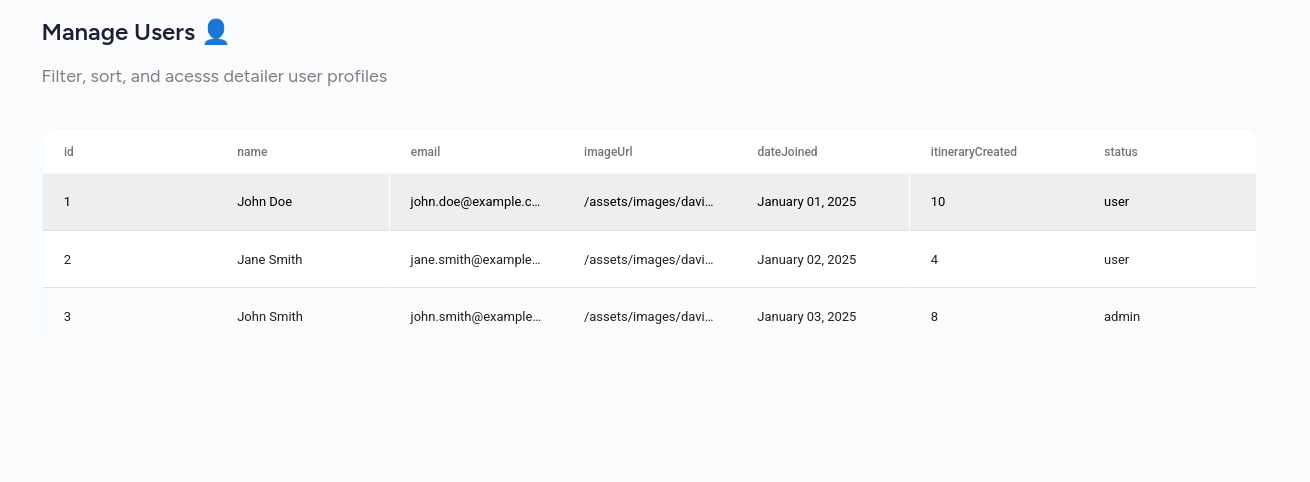 Manage Users 👤
Filter, sort, and acesss detailer user profiles
id name email imageUrl dateJoined itineraryCreated status
1 John Doe john.doe@example.c... /assets/images/davi... January 01, 2025 10 user
2 Jane Smith jane.smith@example... /assets/images/davi... January 02, 2025 4 user
3 John Smith john.smith@example... /assets/images/davi... January 03, 2025 8 admin